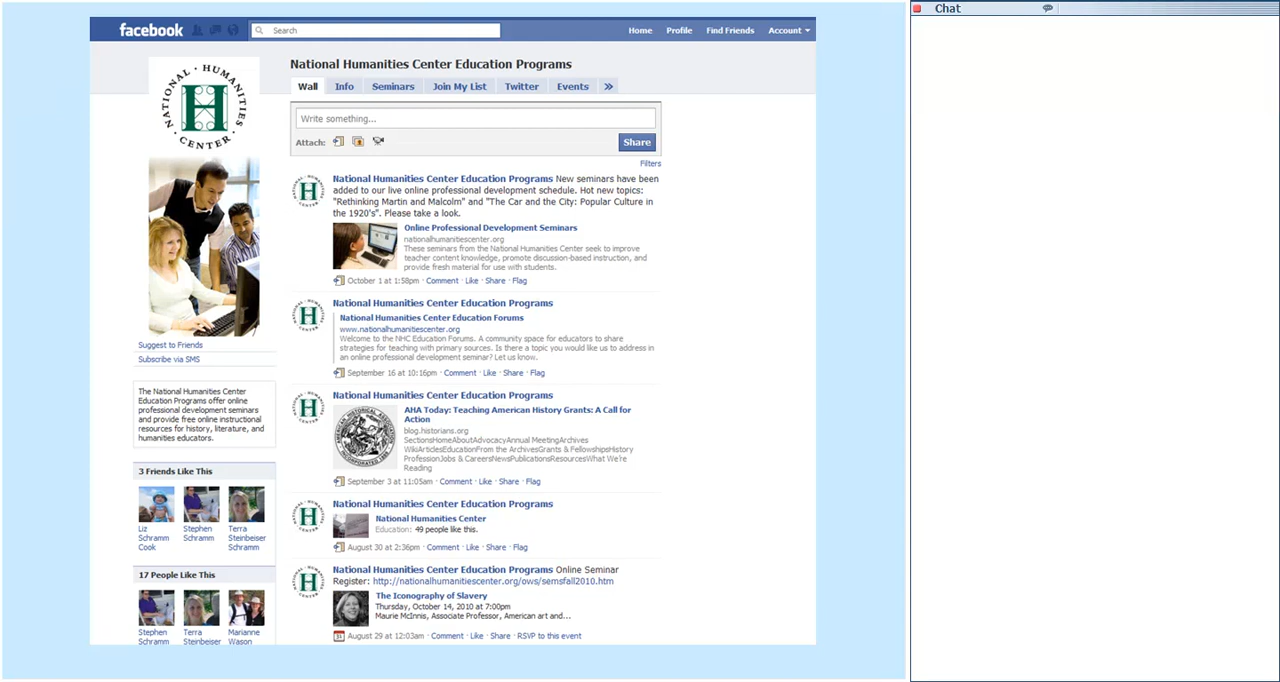 Chat
facebook
Search
Home Profile Find Friends Account
NATIONAL HUMANITIES CENTER
National Humanities Center Education Programs
Wall Info Seminars Join My List Twitter Events »
Write something...
Attach:
Share
Filters
National Humanities Center Education Programs New seminars have been
added to our live online professional development schedule. Hot new topics:
"Rethinking Martin and Malcolm" and "The Car and the City: Popular Culture in
the 1920's". Please take a look.
Online Professional Development Seminars
nationalhumanitiescenter.org
These seminars from the National Humanities Center seek to improve
teacher content knowledge, promote discussion-based instruction, and
provide fresh material for use with students.
October 1 at 1:58pm · Comment · Like · Share · Flag
National Humanities Center Education Programs
National Humanities Center Education Forums
www.nationalhumanitiescenter.org
Welcome to the NHC Education Forums. A community space for educators to share
strategies for teaching with primary sources. Is there a topic you would like us to address in
an online professional development seminar? Let us know.
September 16 at 10:16pm · Comment · Like · Share · Flag
National Humanities Center Education Programs
AHA Today: Teaching American History Grants: A Call for
Action
blog.historians.org
SectionsHomeAboutAdvocacyAnnual MeetingArchives
WikiArticlesEducationFrom the ArchivesGrants & FellowshipsHistory
ProfessionJobs & CareersNewsPublicationsResourcesWhat We're
Reading
September 3 at 11:05am · Comment · Like · Share · Flag
National Humanities Center Education Programs
National Humanities Center
Education: 49 people like this.
August 30 at 2:36pm · Comment · Like · Share · Flag
National Humanities Center Education Programs Online Seminar
Register: http://nationalhumanitiescenter.org/ows/semsfall2010.htm
The Iconography of Slavery
Thursday, October 14, 2010 at 7:00pm
Maurie McInnis, Associate Professor, American art and...
31 August 29 at 12:03am · Comment · Like · Share · RSVP to this event
Suggest to Friends
Subscribe via SMS
The National Humanities Center
Education Programs offer online
professional development seminars
and provide free online instructional
resources for history, literature, and
humanities educators.
3 Friends Like This
Liz Schramm Cook
Stephen Schramm
Terra Steinbeiser Schramm
17 People Like This
Stephen Schramm
Terra Steinbeiser
Marianne Wason